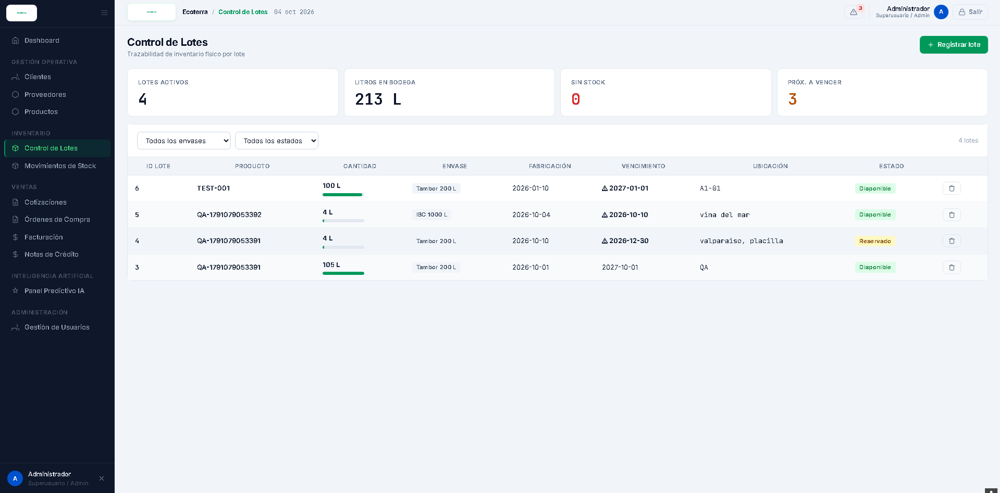 Ecoterra / Control de Lotes 04 oct 2026
3
Administrador
Superusuario / Admin
A
Salir
Dashboard
GESTIÓN OPERATIVA
Clientes
Proveedores
Productos
INVENTARIO
Control de Lotes
Movimientos de Stock
VENTAS
Cotizaciones
Órdenes de Compra
Facturación
Notas de Crédito
INTELIGENCIA ARTIFICIAL
Panel Predictivo IA
ADMINISTRACIÓN
Gestión de Usuarios
A
Administrador
Superusuario / Admin
Control de Lotes
Trazabilidad de inventario físico por lote
+ Registrar lote
LOTES ACTIVOS
4
LITROS EN BODEGA
213 L
SIN STOCK
0
PRÓX. A VENCER
3
Todos los envases
Todos los estados
4 lotes
ID LOTE PRODUCTO CANTIDAD ENVASE FABRICACIÓN VENCIMIENTO UBICACIÓN ESTADO
6 TEST-001 100 L Tambor 200 L 2026-01-10 ⚠ 2027-01-01 A1-01 Disponible
5 QA-1791079053392 4 L IBC 1000 L 2026-10-04 ⚠ 2026-10-10 vina del mar Disponible
4 QA-1791079053391 4 L Tambor 200 L 2026-10-10 ⚠ 2026-12-30 valparaiso, placilla Reservado
3 QA-1791079053391 105 L Tambor 200 L 2026-10-01 2027-10-01 QA Disponible